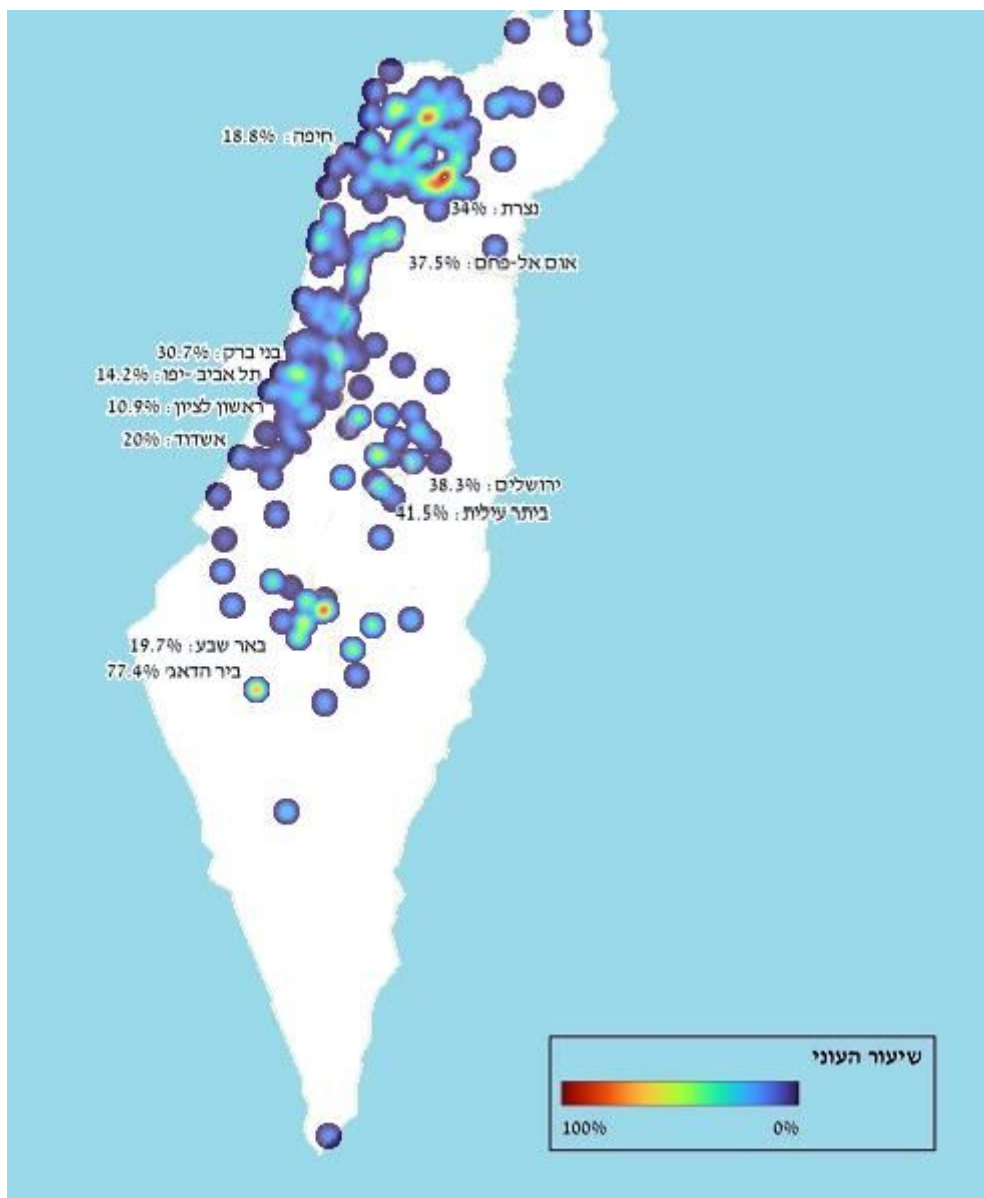 חיפה: 18.8%
נצרת: 34%
אום אל-פחם: 37.5%
בני ברק: 30.7%
תל אביב -יפו: 14.2%
ראשון לציון: 10.9%
אשדוד: 20%
ירושלים: 38.3%
ביתר עילית: 41.5%
באר שבע: 19.7%
ביר הדאג' 77.4%
שיעור העוני
100% 0%